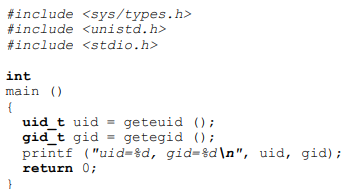 #include <sys/types.h>
#include <unistd.h>
#include <stdio.h>
int
main ()
{
uid_t uid = geteuid ();
gid_t gid = getegid ();
printf ("uid=%d, gid=%d\n", uid, gid);
return 0;
}